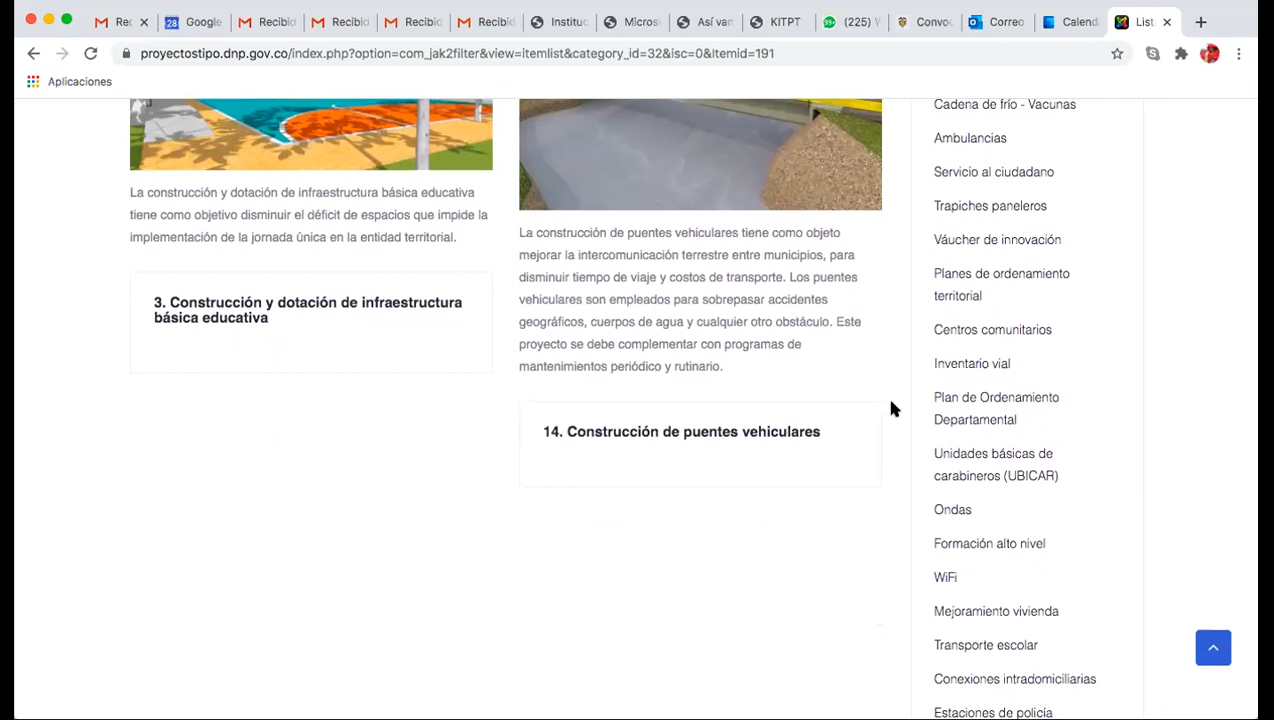 Rec
Google
Recibid
Recibid
Recibid
Recibid
Instituc
Micros
Así van
KITPT
(225) W
Convo
Correo
Calend
List
proyectostipo.dnp.gov.co/index.php?option=com_jak2filter&view=itemlist&category_id=32&isc=0&Itemid=191
Aplicaciones
La construcción y dotación de infraestructura básica educativa
tiene como objetivo disminuir el déficit de espacios que impide la
implementación de la jornada única en la entidad territorial.
3. Construcción y dotación de infraestructura
básica educativa
La construcción de puentes vehiculares tiene como objeto
mejorar la intercomunicación terrestre entre municipios, para
disminuir tiempo de viaje y costos de transporte. Los puentes
vehiculares son empleados para sobrepasar accidentes
geográficos, cuerpos de agua y cualquier otro obstáculo. Este
proyecto se debe complementar con programas de
mantenimientos periódico y rutinario.
14. Construcción de puentes vehiculares
Cadena de frío - Vacunas
Ambulancias
Servicio al ciudadano
Trapiches paneleros
Váucher de innovación
Planes de ordenamiento
territorial
Centros comunitarios
Inventario vial
Plan de Ordenamiento
Departamental
Unidades básicas de
carabineros (UBICAR)
Ondas
Formación alto nivel
WiFi
Mejoramiento vivienda
Transporte escolar
Conexiones intradomiciliarias
Estaciones de policía